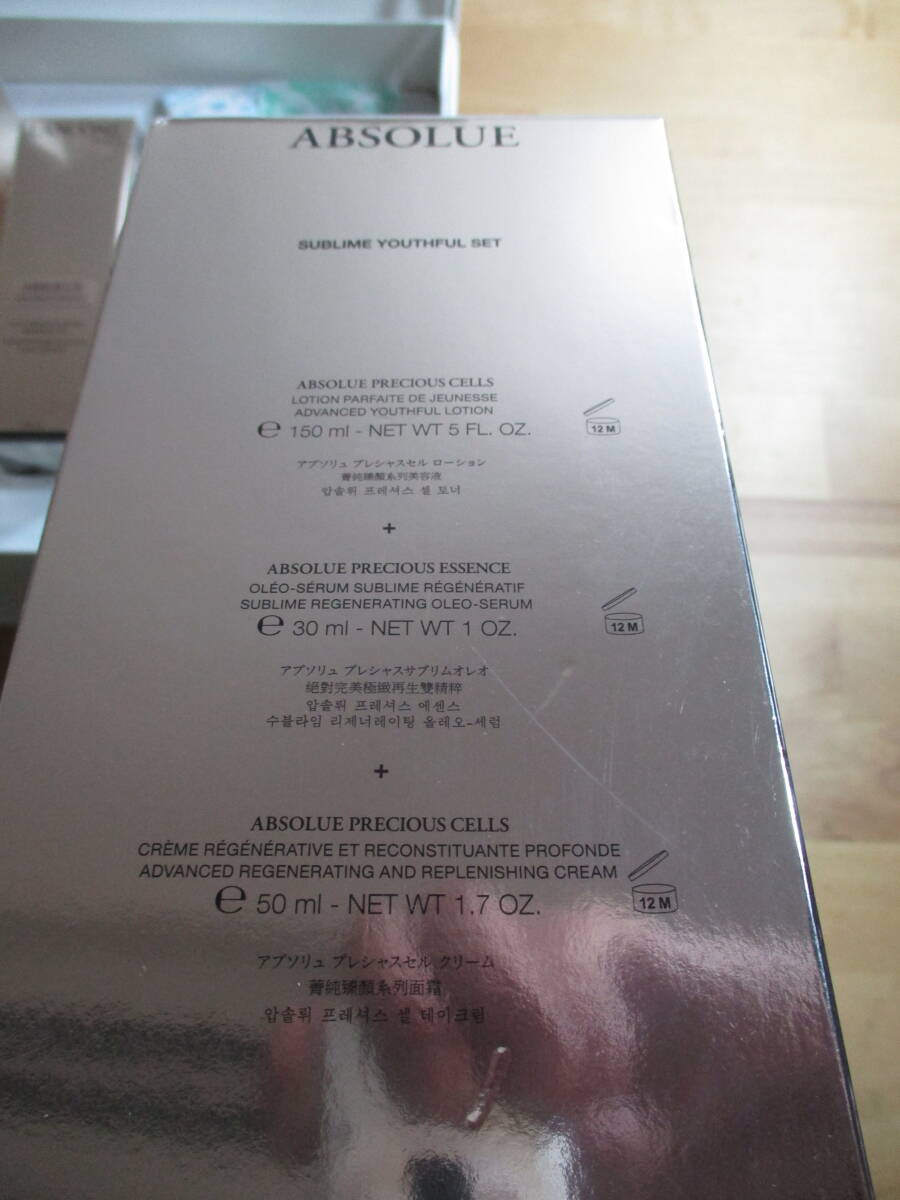 ABSOLUE
SUBLIME YOUTHFUL SET
ABSOLUE PRECIOUS CELLS
LOTION PARFAITE DE JEUNESSE
ADVANCED YOUTHFUL LOTION
e 150 ml - NET WT 5 FL. OZ.
12 M
アプソリュ プレシャスセル ローション
菁純臻顏系列美容液
압솔뤼 프레셔스 셀 토너
+
ABSOLUE PRECIOUS ESSENCE
OLÉO-SÉRUM SUBLIME RÉGÉNÉRATIF
SUBLIME REGENERATING OLEO-SERUM
e 30 ml - NET WT 1 OZ.
12 M
アプソリュ プレシャスサブリムオレオ
絕對完美極緻再生雙精粹
압솔뤼 프레셔스 에센스
수블라임 리제너레이팅 올레오-세럼
+
ABSOLUE PRECIOUS CELLS
CRÈME RÉGÉNÉRATIVE ET RECONSTITUANTE PROFONDE
ADVANCED REGENERATING AND REPLENISHING CREAM
e 50 ml - NET WT 1.7 OZ.
12 M
アプソリュ プレシャスセル クリーム
菁純臻顏系列面霜
압솔뤼 프레셔스 셀 데이크림